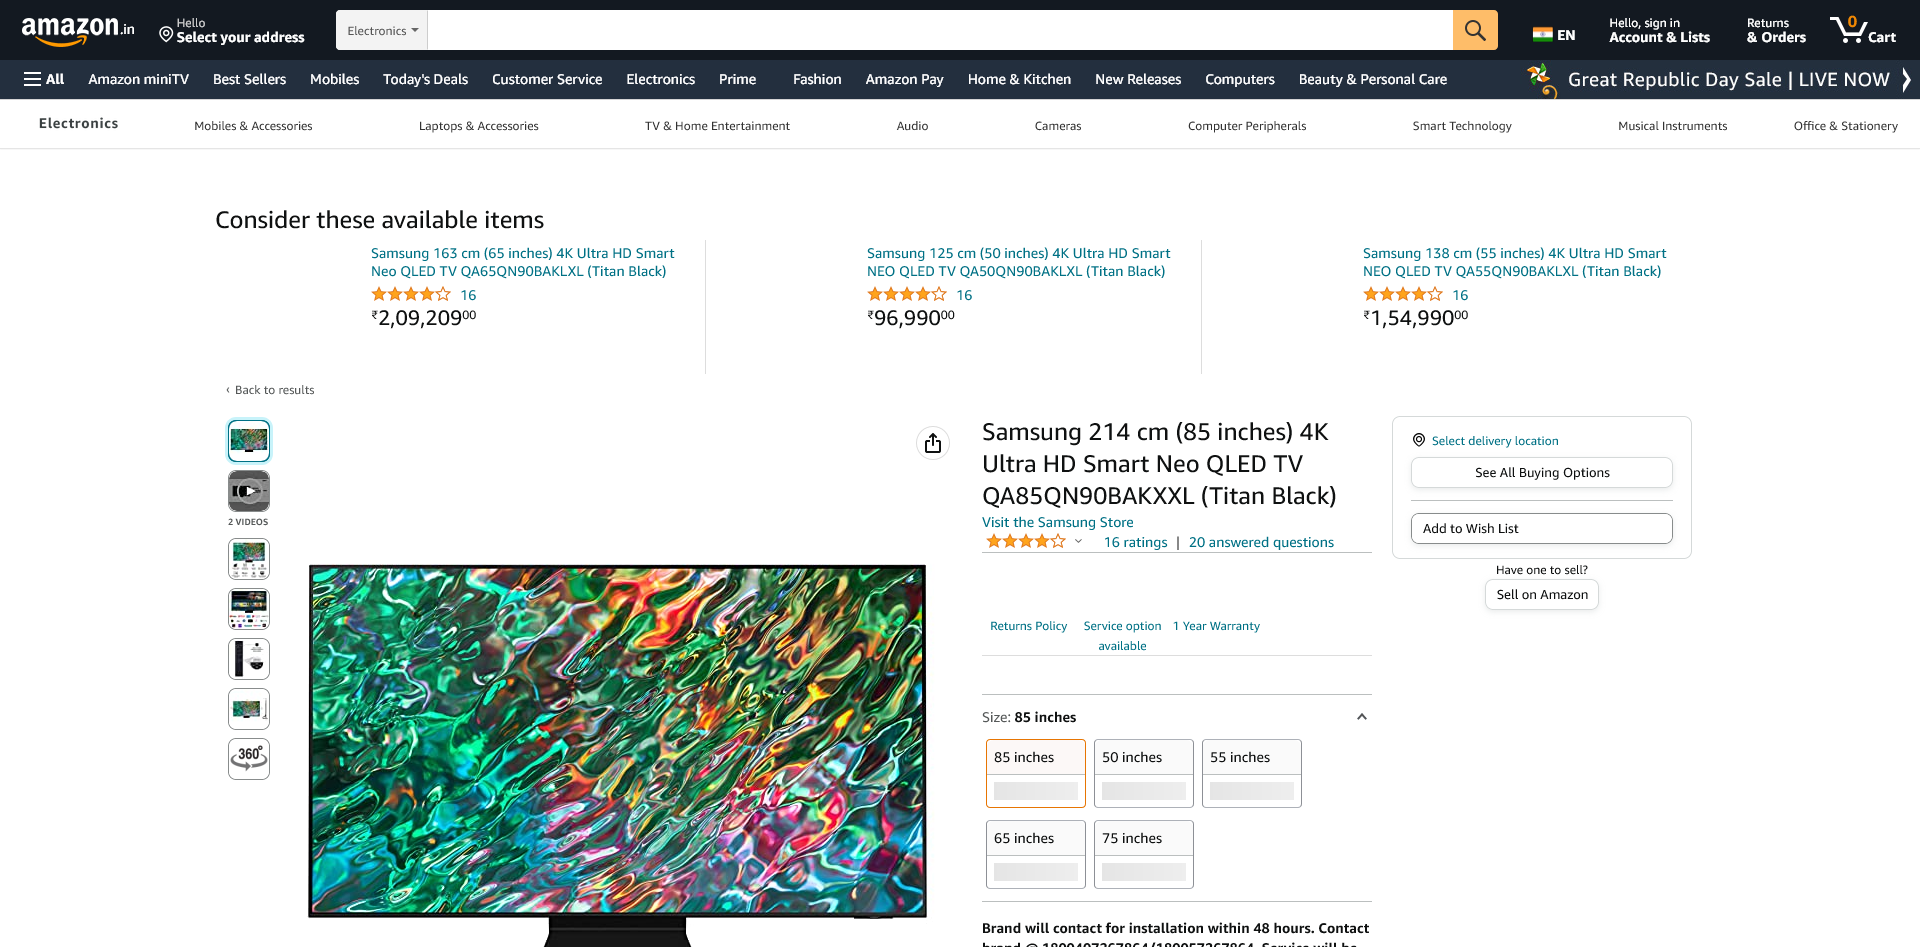 amazon.in
Hello
Select your address
Electronics
EN
Hello, sign in
Account & Lists
Returns
& Orders
0
Cart
All
Amazon miniTV
Best Sellers
Mobiles
Today's Deals
Customer Service
Electronics
Prime
Fashion
Amazon Pay
Home & Kitchen
New Releases
Computers
Beauty & Personal Care
Great Republic Day Sale | LIVE NOW
Electronics
Mobiles & Accessories
Laptops & Accessories
TV & Home Entertainment
Audio
Cameras
Computer Peripherals
Smart Technology
Musical Instruments
Office & Stationery
Consider these available items
Samsung 163 cm (65 inches) 4K Ultra HD Smart
Neo QLED TV QA65QN90BAKLXL (Titan Black)
16
₹2,09,20900
Samsung 125 cm (50 inches) 4K Ultra HD Smart
NEO QLED TV QA50QN90BAKLXL (Titan Black)
16
₹96,99000
Samsung 138 cm (55 inches) 4K Ultra HD Smart
NEO QLED TV QA55QN90BAKLXL (Titan Black)
16
₹1,54,99000
‹ Back to results
2 VIDEOS
360°
Samsung 214 cm (85 inches) 4K
Ultra HD Smart Neo QLED TV
QA85QN90BAKXXL (Titan Black)
Visit the Samsung Store
16 ratings | 20 answered questions
Returns Policy
Service option
available
1 Year Warranty
Size: 85 inches
85 inches
50 inches
55 inches
65 inches
75 inches
Brand will contact for installation within 48 hours. Contact
brand @ 1800407267864/180057267864. Service will be
Select delivery location
See All Buying Options
Add to Wish List
Have one to sell?
Sell on Amazon